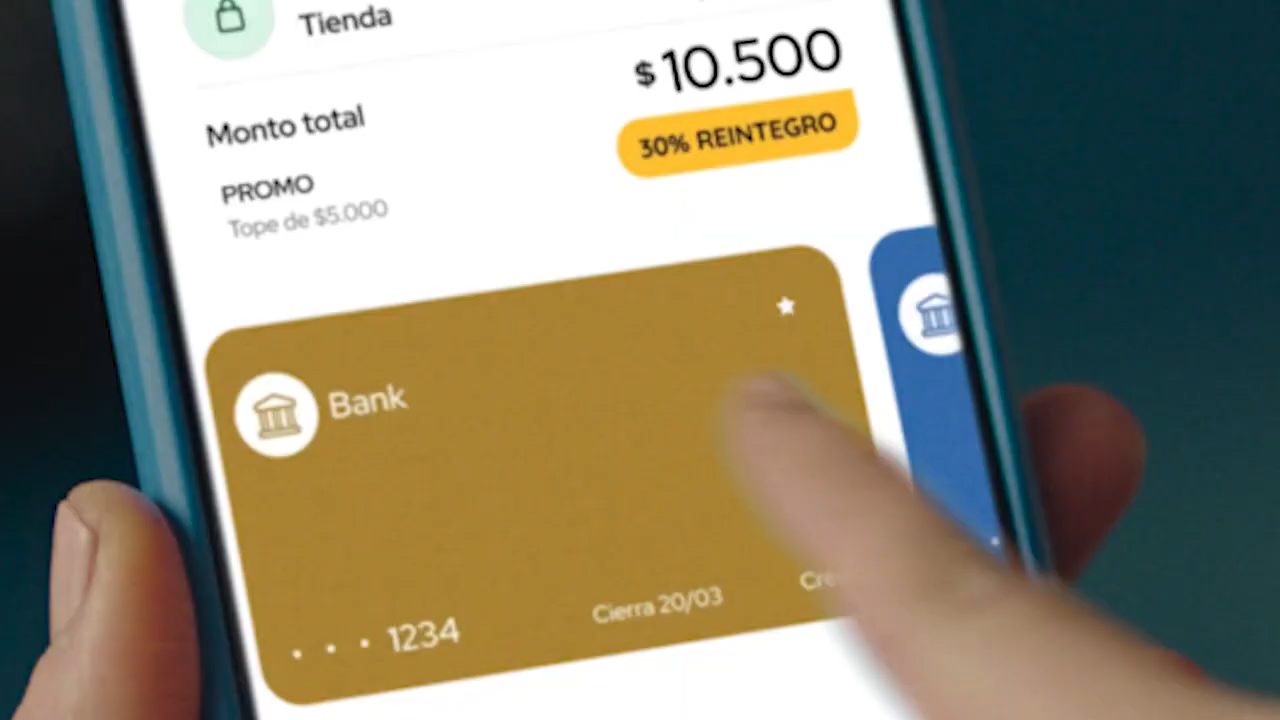 Tienda
$10.500
Monto total
30% REINTEGRO
PROMO
Tope de $5.000
Bank
• • • 1234
Cierra 20/03